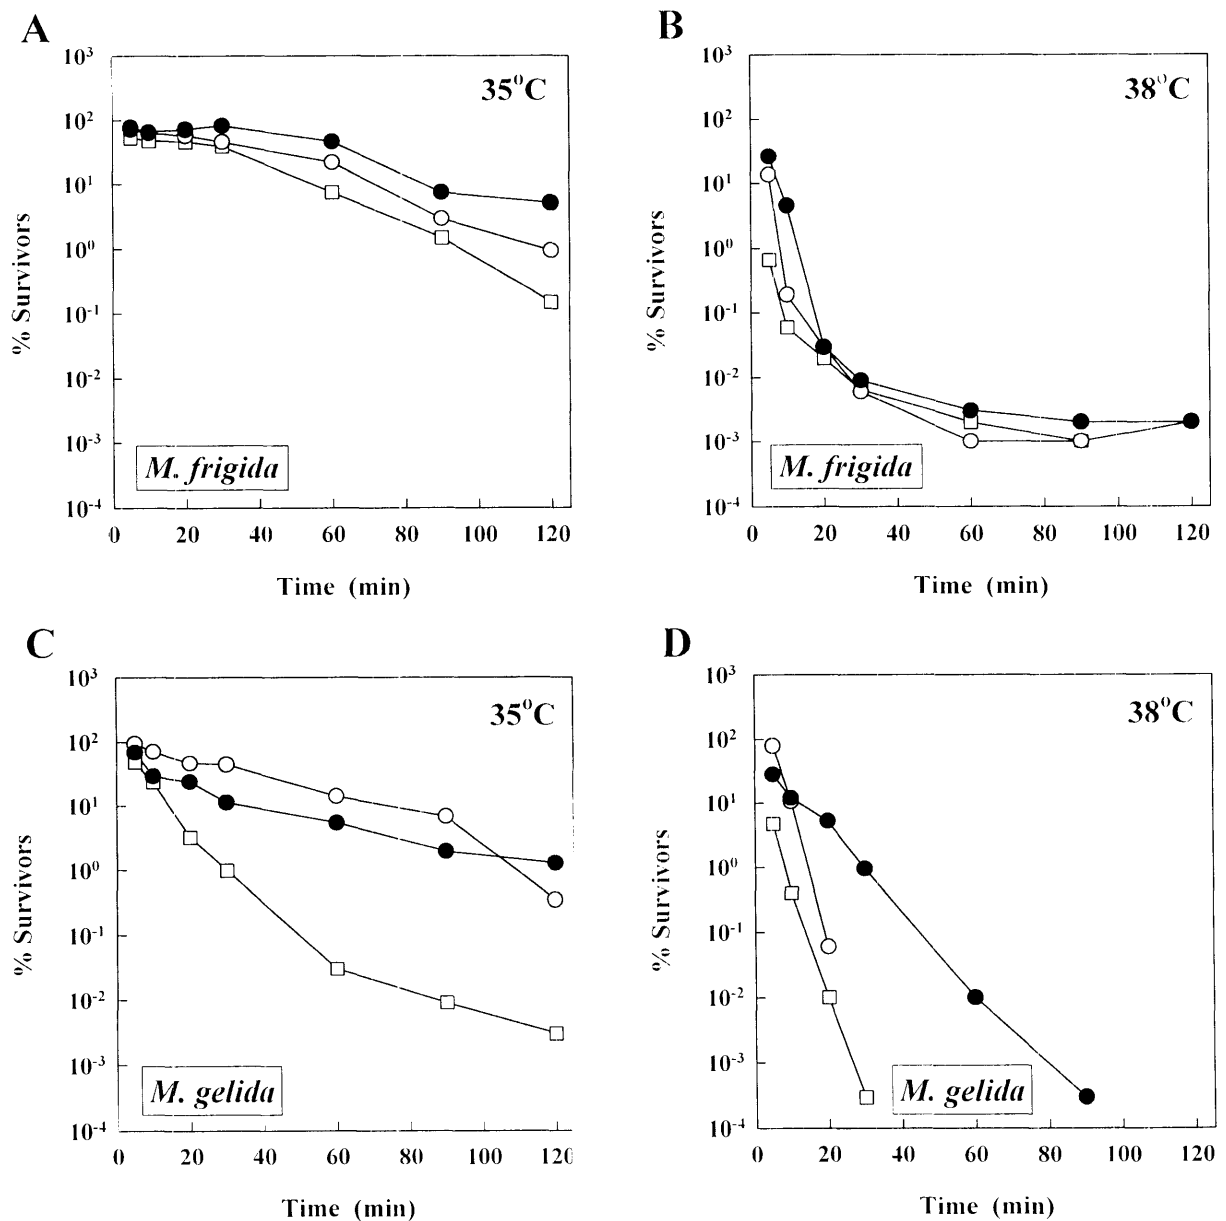 A
35°C
% Survivors
10³
10²
10¹
10⁰
10⁻¹
10⁻²
10⁻³
10⁻⁴
M. frigida
0 20 40 60 80 100 120
Time (min)
B
38°C
% Survivors
10³
10²
10¹
10⁰
10⁻¹
10⁻²
10⁻³
10⁻⁴
M. frigida
0 20 40 60 80 100 120
Time (min)
C
35°C
% Survivors
10³
10²
10¹
10⁰
10⁻¹
10⁻²
10⁻³
10⁻⁴
M. gelida
0 20 40 60 80 100 120
Time (min)
D
38°C
% Survivors
10³
10²
10¹
10⁰
10⁻¹
10⁻²
10⁻³
10⁻⁴
M. gelida
0 20 40 60 80 100 120
Time (min)